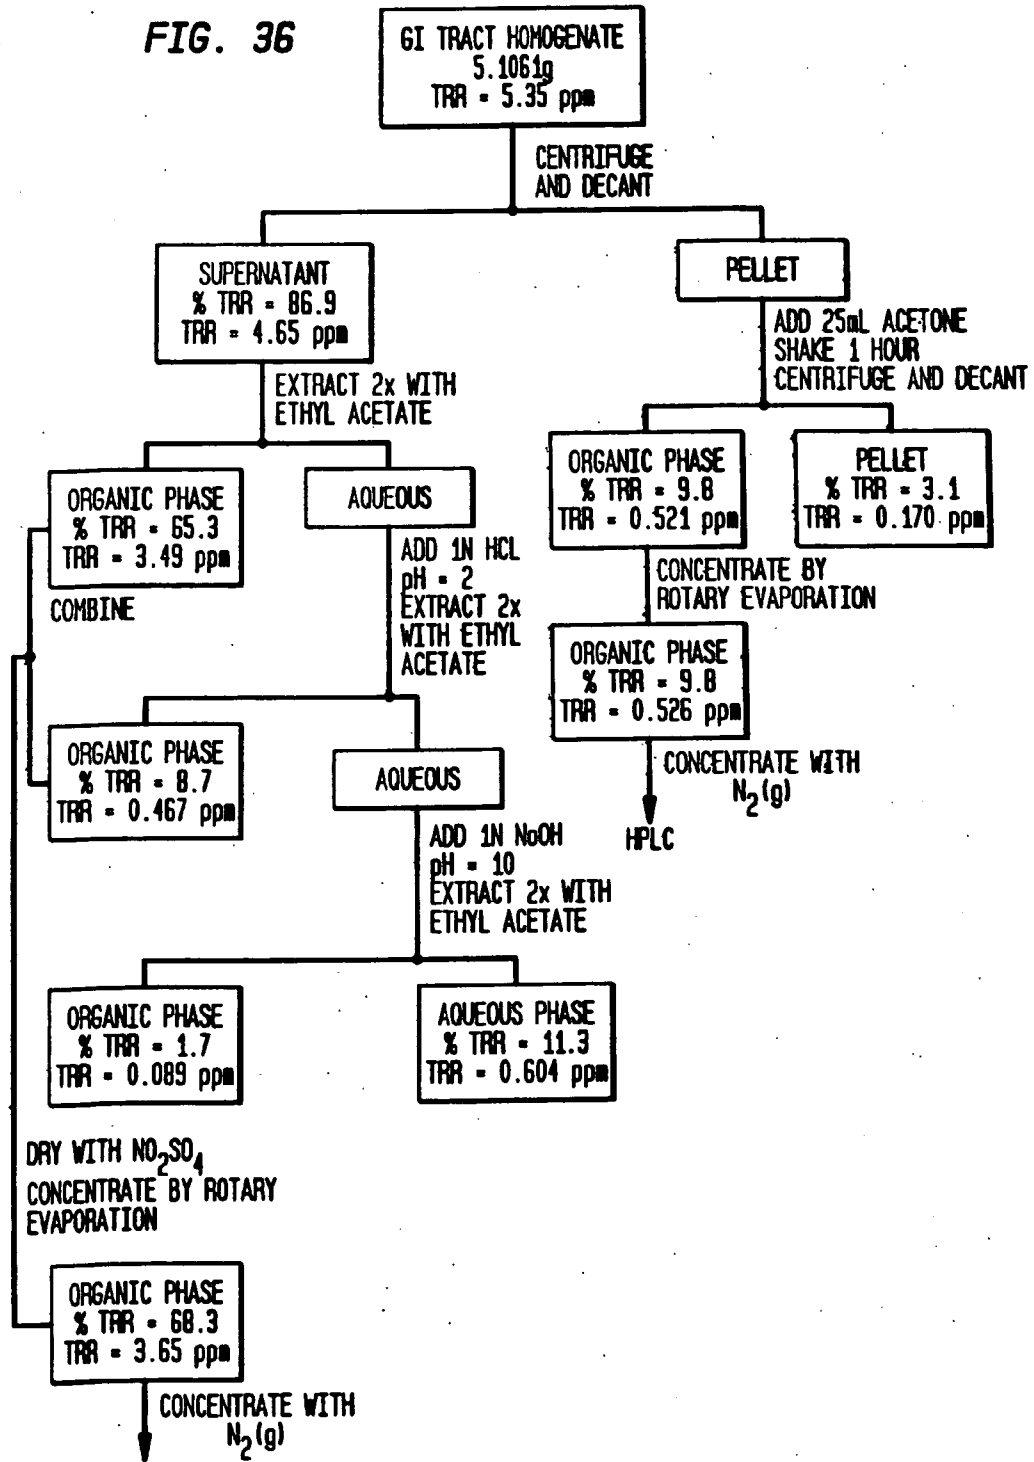 FIG. 36
GI TRACT HOMOGENATE
5.1061g
TRR = 5.35 ppm
CENTRIFUGE
AND DECANT
SUPERNATANT
% TRR = 86.9
TRR = 4.65 ppm
PELLET
ADD 25mL ACETONE
SHAKE 1 HOUR
CENTRIFUGE AND DECANT
EXTRACT 2x WITH
ETHYL ACETATE
ORGANIC PHASE
% TRR = 65.3
TRR = 3.49 ppm
AQUEOUS
ORGANIC PHASE
% TRR = 9.8
TRR = 0.521 ppm
PELLET
% TRR = 3.1
TRR = 0.170 ppm
COMBINE
ADD 1N HCL
pH = 2
EXTRACT 2x
WITH ETHYL
ACETATE
CONCENTRATE BY
ROTARY EVAPORATION
ORGANIC PHASE
% TRR = 9.8
TRR = 0.526 ppm
CONCENTRATE WITH
N2(g)
HPLC
ORGANIC PHASE
% TRR = 8.7
TRR = 0.467 ppm
AQUEOUS
ADD 1N NoOH
pH = 10
EXTRACT 2x WITH
ETHYL ACETATE
ORGANIC PHASE
% TRR = 1.7
TRR = 0.089 ppm
AQUEOUS PHASE
% TRR = 11.3
TRR = 0.604 ppm
DRY WITH NO2SO4
CONCENTRATE BY ROTARY
EVAPORATION
ORGANIC PHASE
% TRR = 68.3
TRR = 3.65 ppm
CONCENTRATE WITH
N2(g)